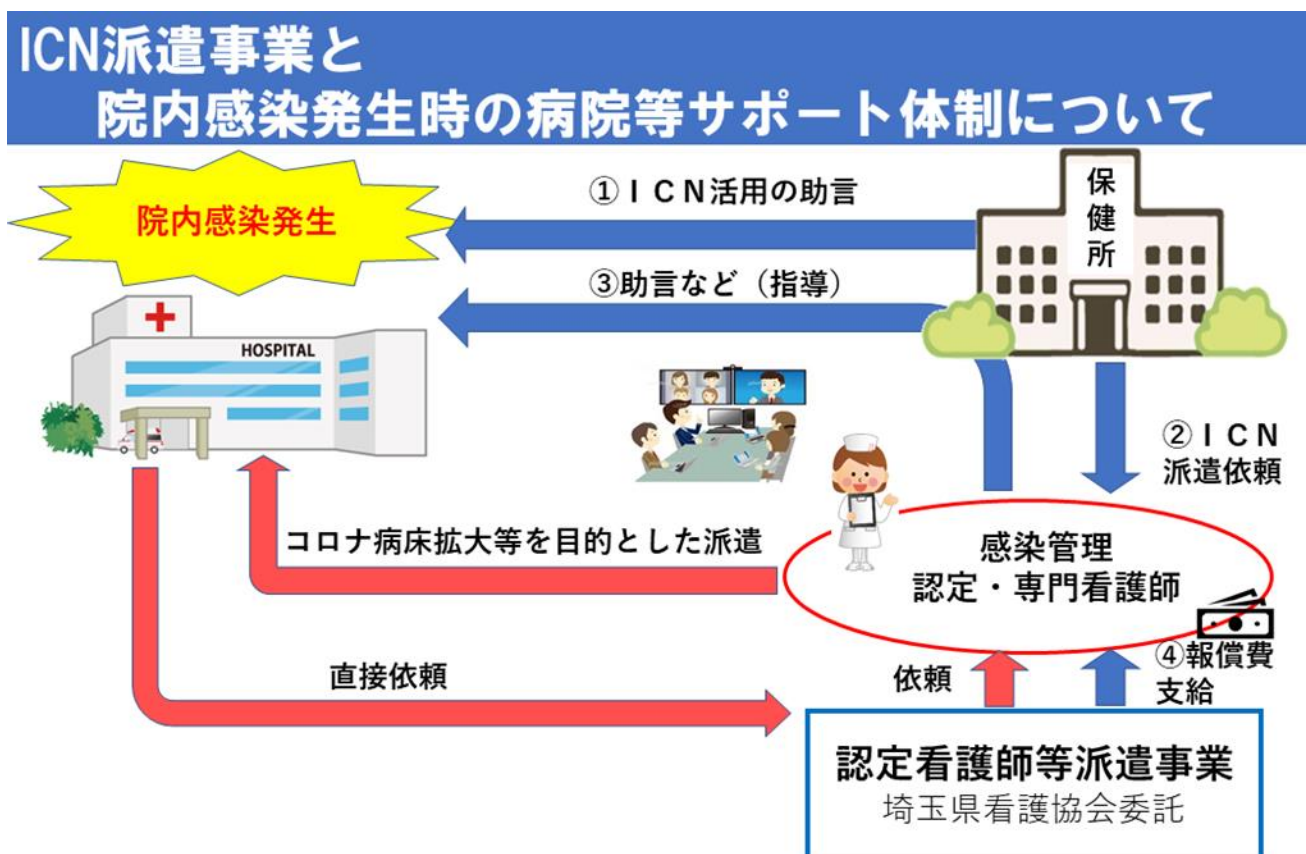 ICN派遣事業と
院内感染発生時の病院等サポート体制について
院内感染発生
①ＩＣＮ活用の助言
保健所
③助言など（指導）
HOSPITAL
②ＩＣＮ
派遣依頼
コロナ病床拡大等を目的とした派遣
感染管理
認定・専門看護師
直接依頼
依頼
④報償費
支給
認定看護師等派遣事業
埼玉県看護協会委託